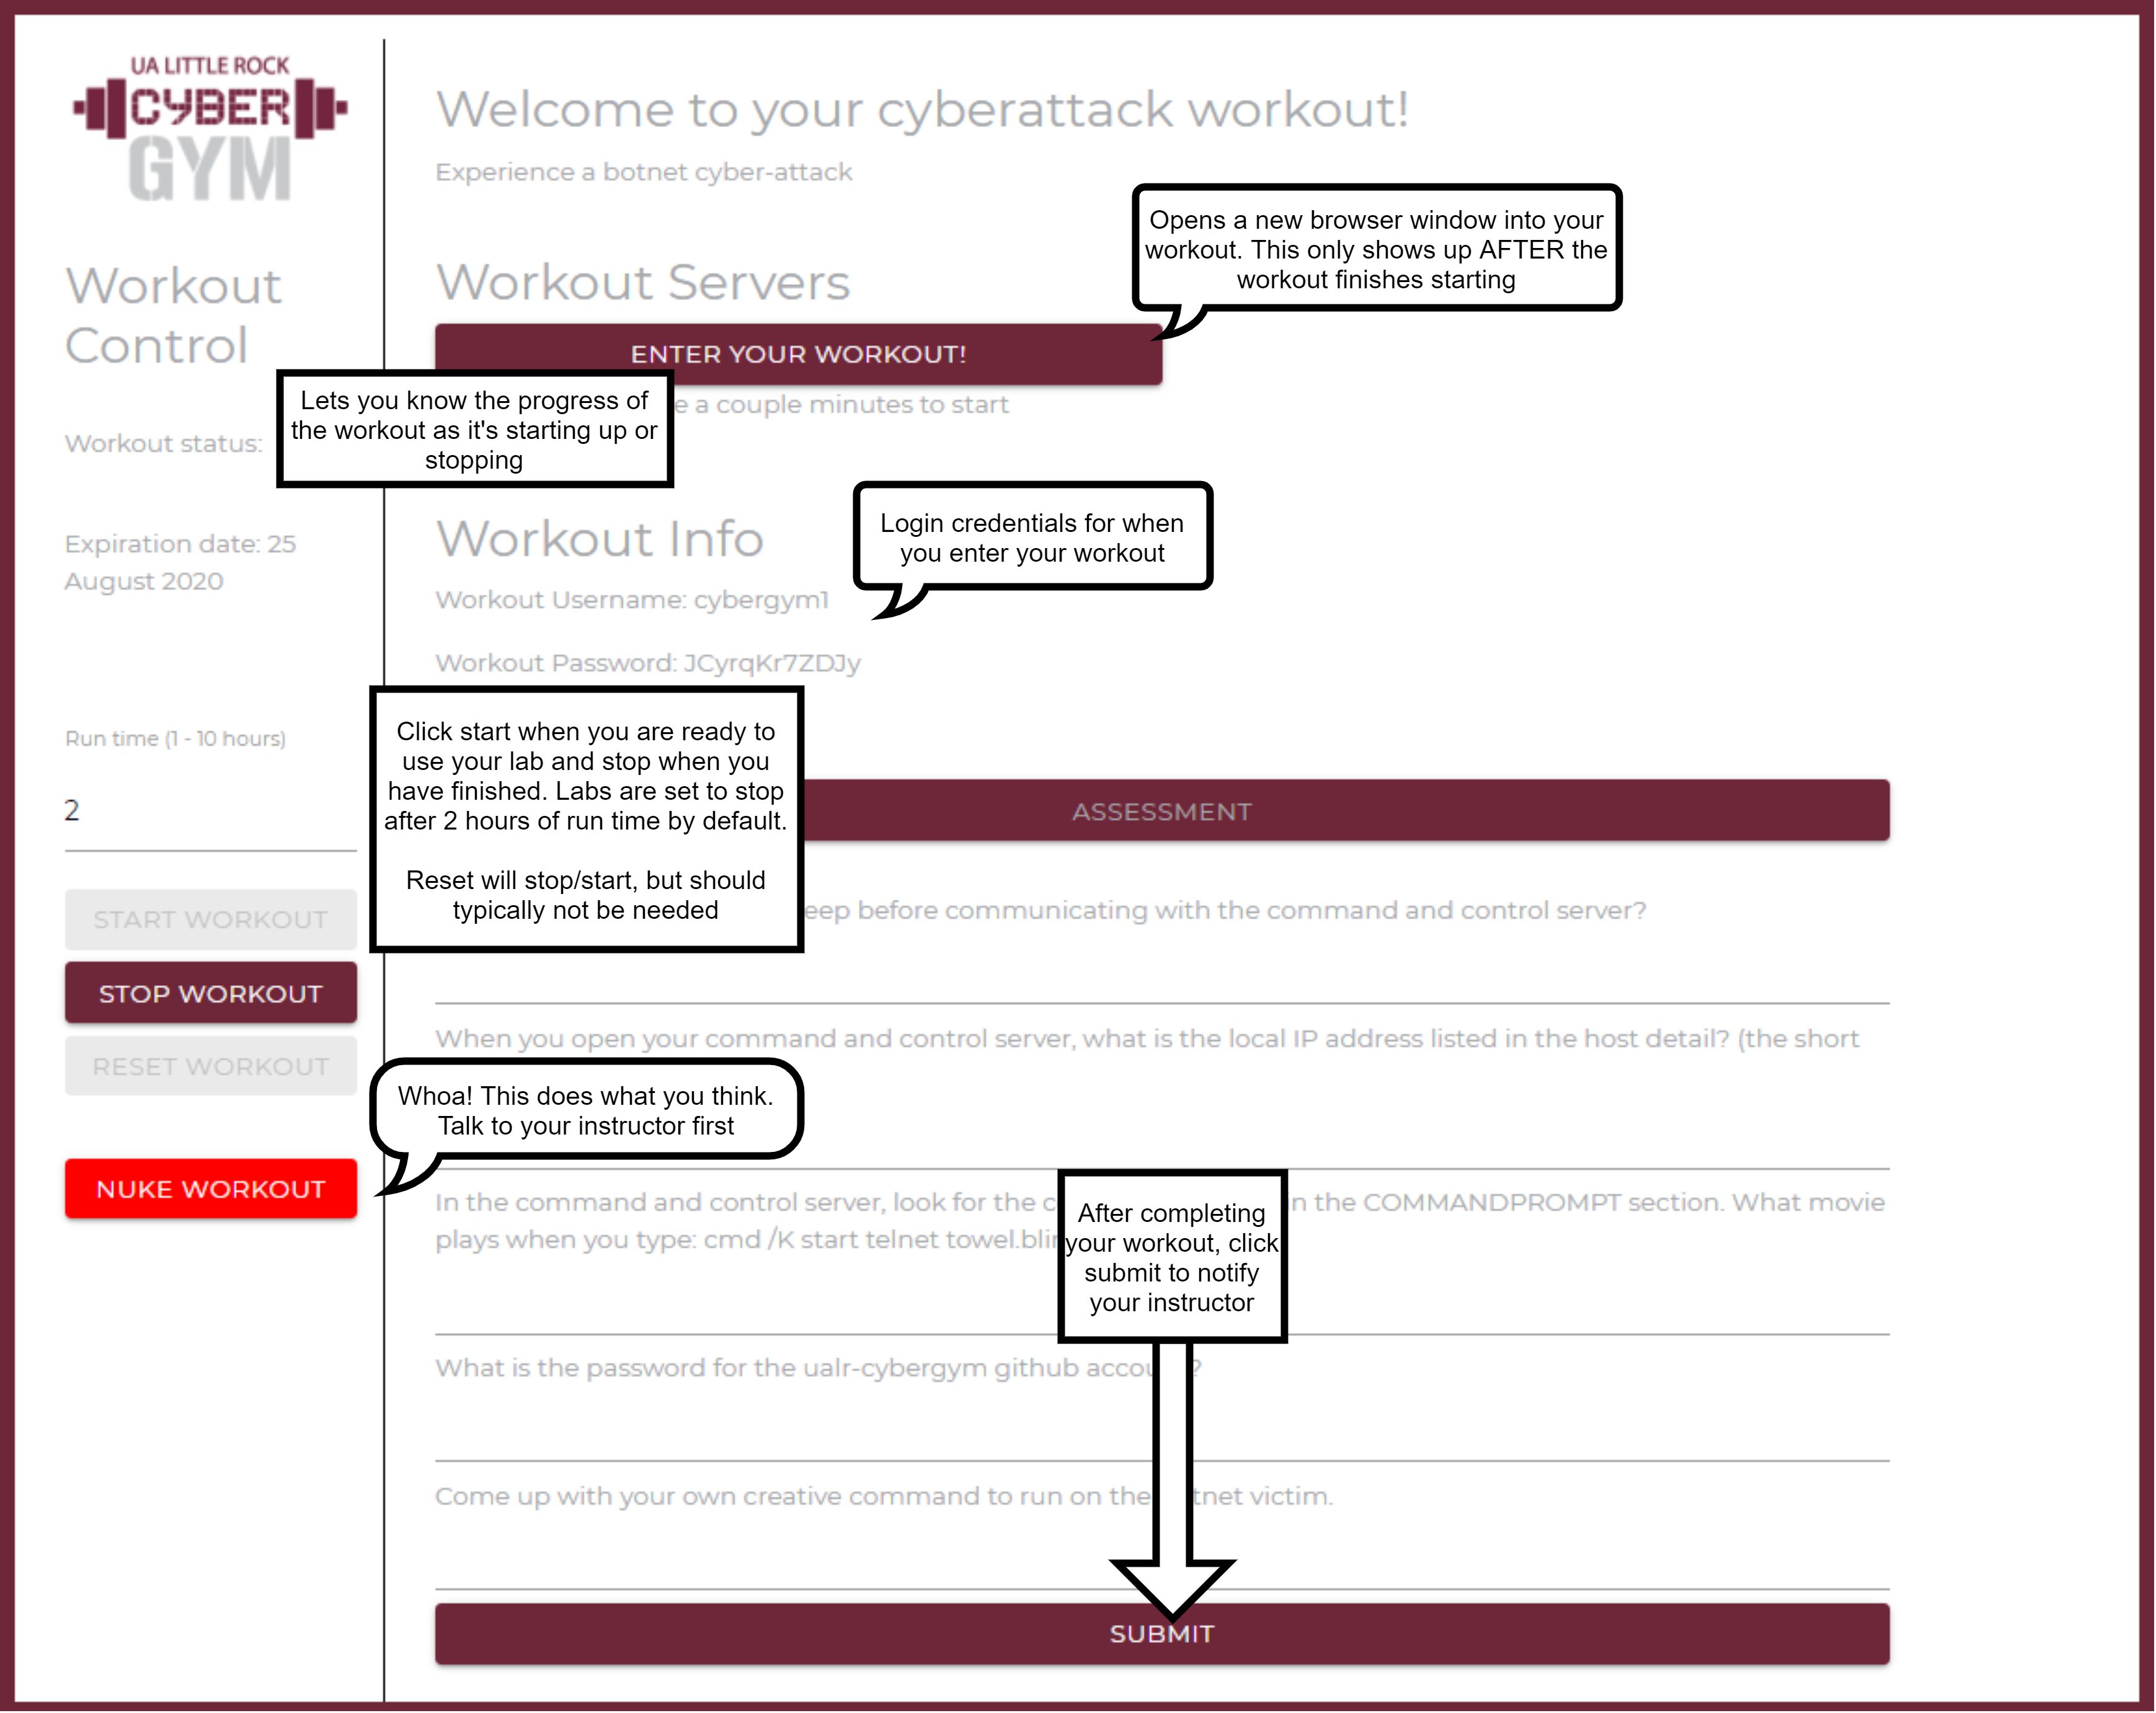 UA LITTLE ROCK
CYBER
GYM
Workout
Control
Workout status:
Lets you know the progress of
the workout as it's starting up or
stopping
Expiration date: 25
August 2020
Run time (1 - 10 hours)
2
START WORKOUT
STOP WORKOUT
RESET WORKOUT
NUKE WORKOUT
Welcome to your cyberattack workout!
Experience a botnet cyber-attack
Opens a new browser window into your
workout. This only shows up AFTER the
workout finishes starting
Workout Servers
ENTER YOUR WORKOUT!
a couple minutes to start
Login credentials for when
you enter your workout
Workout Info
Workout Username: cybergym1
Workout Password: JCyrqKr7ZDJy
Click start when you are ready to
use your lab and stop when you
have finished. Labs are set to stop
after 2 hours of run time by default.
Reset will stop/start, but should
typically not be needed
ASSESSMENT
before communicating with the command and control server?
When you open your command and control server, what is the local IP address listed in the host detail? (the short
Whoa! This does what you think.
Talk to your instructor first
In the command and control server, look for the in the COMMANDPROMPT section. What movie
plays when you type: cmd /K start telnet
After completing
your workout, click
submit to notify
your instructor
What is the password for the ualr-cybergym github
Come up with your own creative command to run on the victim.
SUBMIT